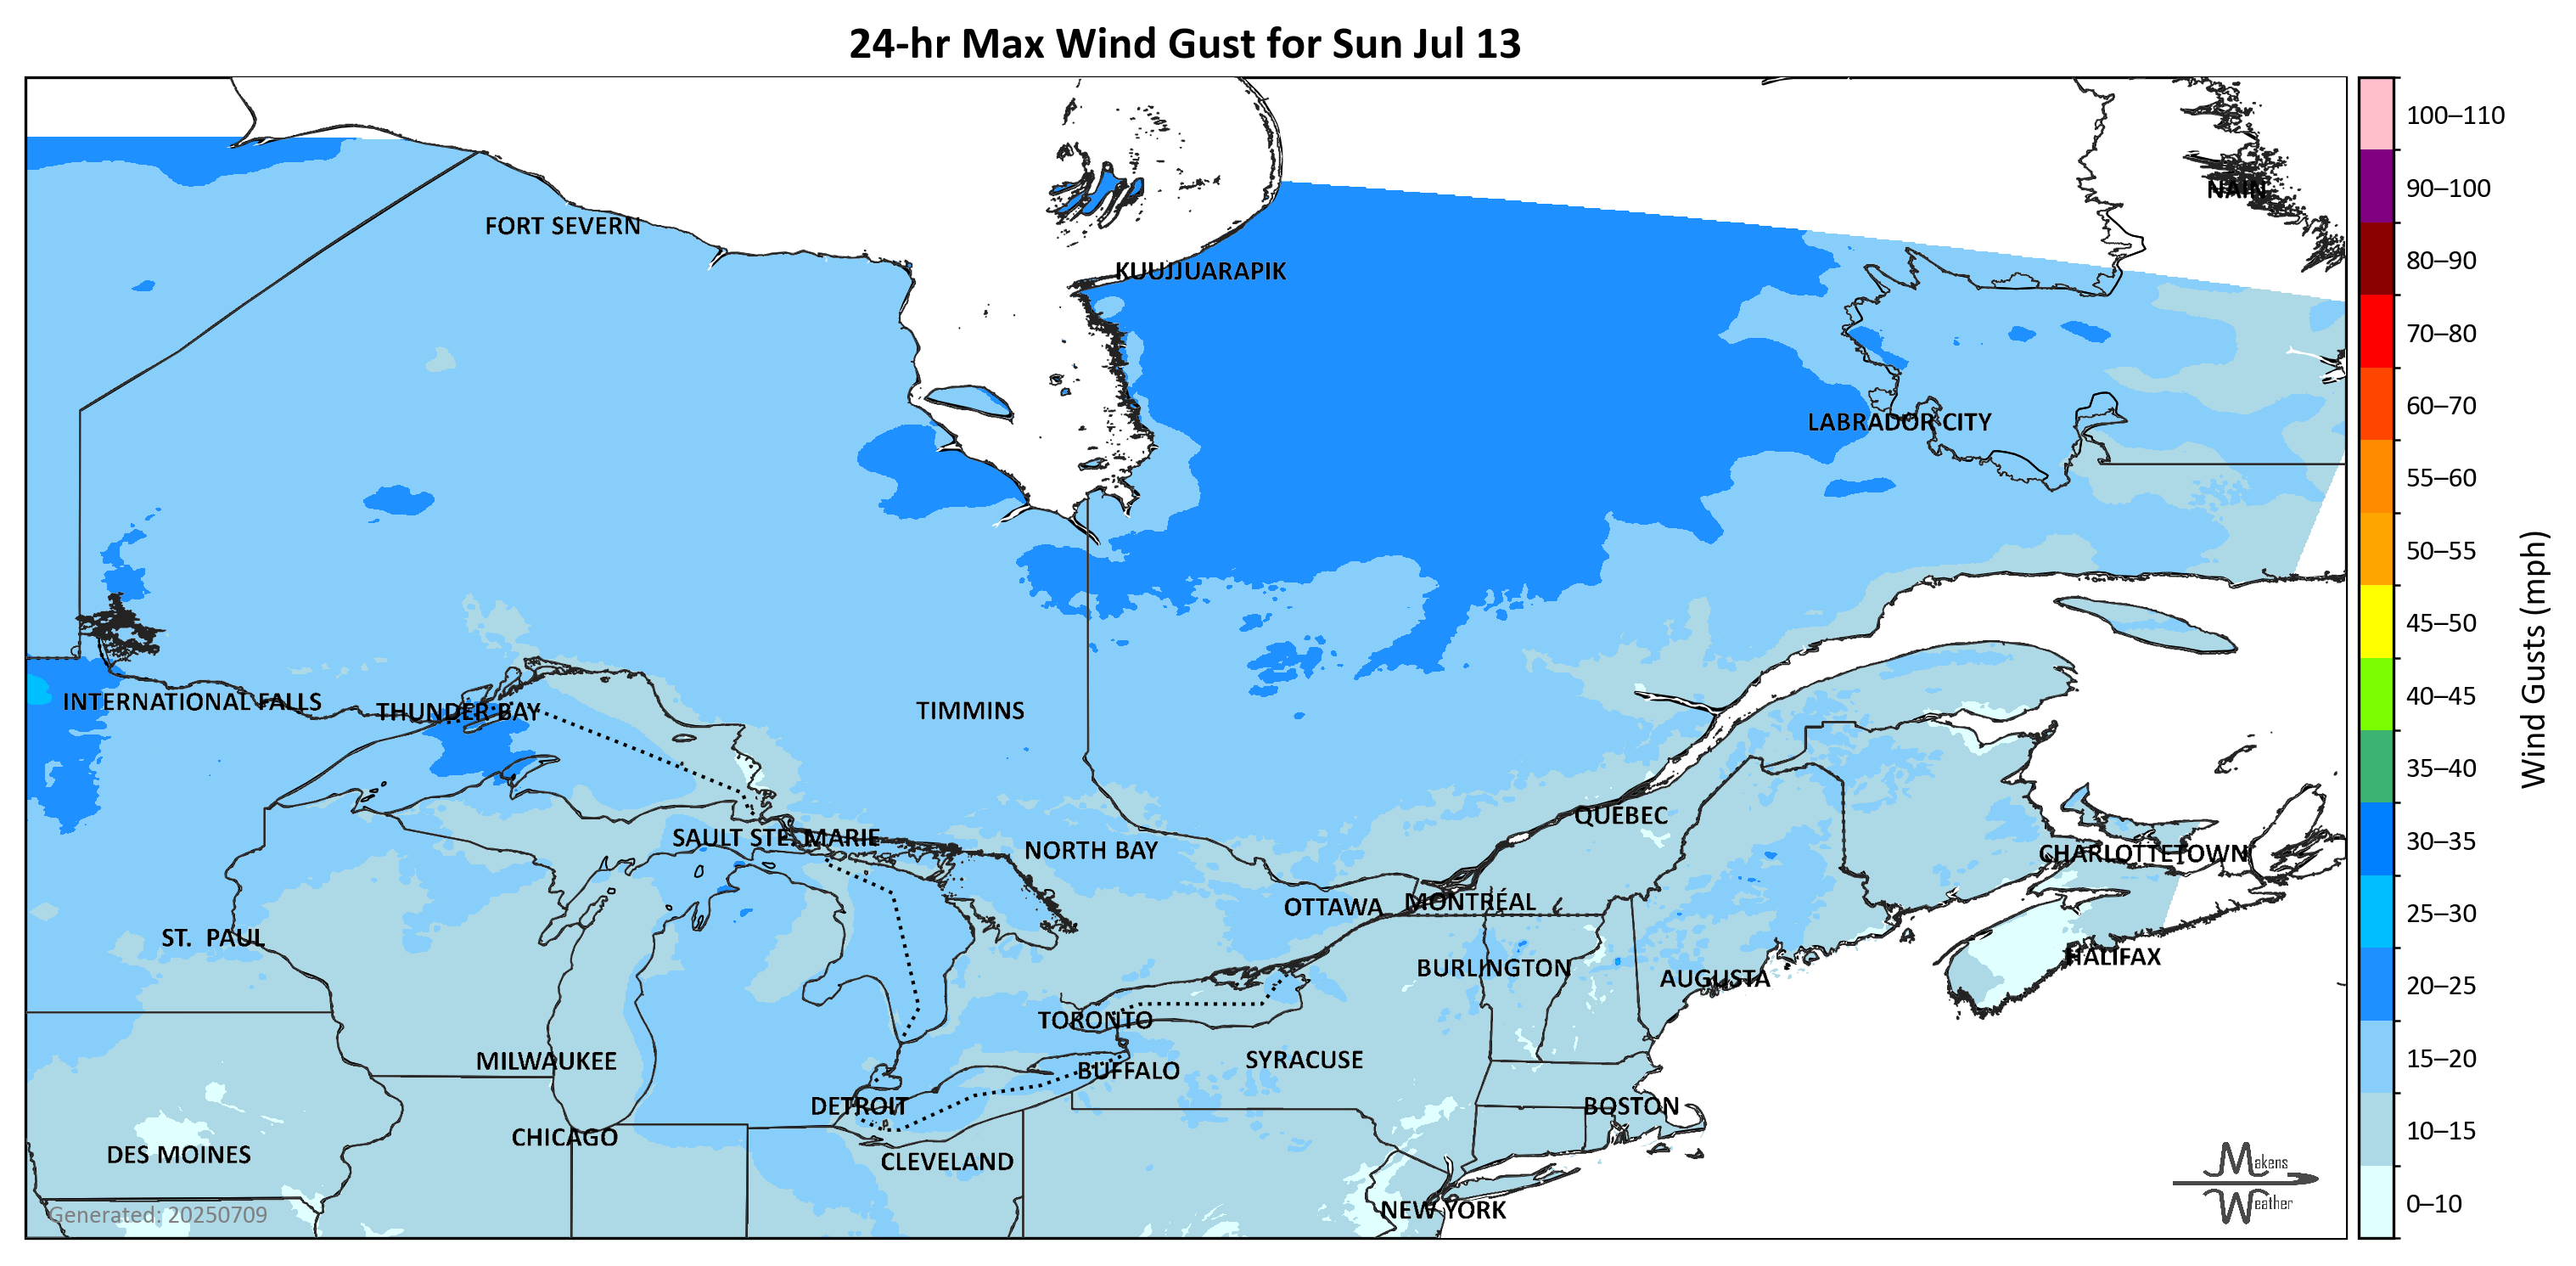 24-hr Max Wind Gust for Sun Jul 13
100–110
90–100
NAIN
FORT SEVERN
80–90
KUUJJUARAPIK
70–80
60–70
LABRADOR CITY
55–60
50–55
45–50
40–45
INTERNATIONAL FALLS
THUNDER BAY
TIMMINS
35–40
Wind Gusts (mph)
QUÉBEC
30–35
SAULT STE. MARIE
NORTH BAY
CHARLOTTETOWN
OTTAWA
MONTRÉAL
25–30
ST. PAUL
HALIFAX
BURLINGTON
AUGUSTA
20–25
TORONTO
MILWAUKEE
SYRACUSE
15–20
BUFFALO
DETROIT
BOSTON
10–15
CHICAGO
DES MOINES
CLEVELAND
Makens
Weather
0–10
NEW YORK
Generated: 20250709